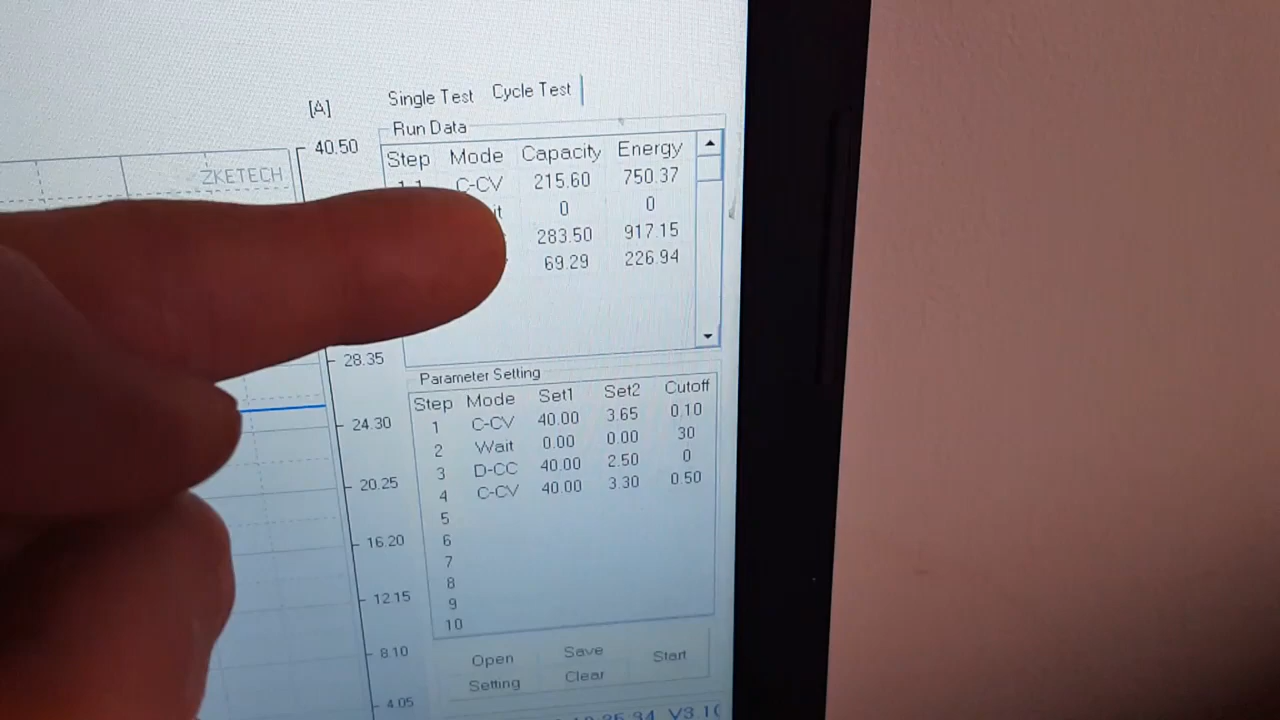 [A]
Single Test Cycle Test
Run Data
40.50
ZKETECH
Step Mode Capacity Energy
1.1 C-CV 215.60 750.37
0 0
283.50 917.15
69.29 226.94
28.35
Parameter Setting
Step Mode Set1 Set2 Cutoff
1 C-CV 40.00 3.65 0.10
2 Wait 0.00 0.00 30
3 D-CC 40.00 2.50 0
4 C-CV 40.00 3.30 0.50
5
6
7
8
9
10
24.30
20.25
16.20
12.15
8.10
4.05
Open Save Start
Setting Clear
V3.1